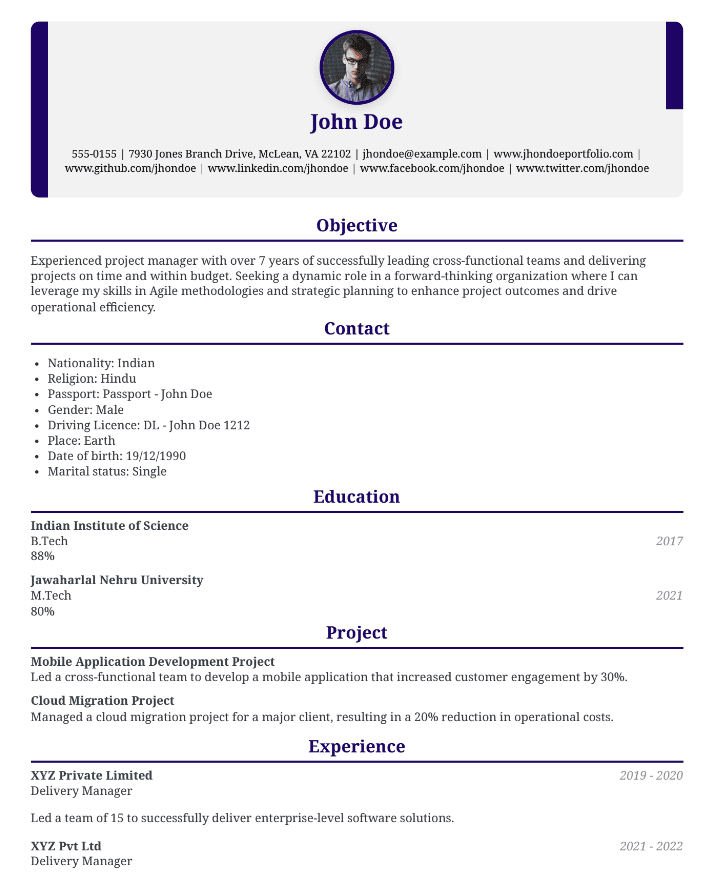 John Doe
555-0155 | 7930 Jones Branch Drive, McLean, VA 22102 | jhondoe@example.com | www.jhondoeportfolio.com |
www.github.com/jhondoe | www.linkedin.com/jhondoe | www.facebook.com/jhondoe | www.twitter.com/jhondoe
Objective
Experienced project manager with over 7 years of successfully leading cross-functional teams and delivering
projects on time and within budget. Seeking a dynamic role in a forward-thinking organization where I can
leverage my skills in Agile methodologies and strategic planning to enhance project outcomes and drive
operational efficiency.
Contact
• Nationality: Indian
• Religion: Hindu
• Passport: Passport - John Doe
• Gender: Male
• Driving Licence: DL - John Doe 1212
• Place: Earth
• Date of birth: 19/12/1990
• Marital status: Single
Education
Indian Institute of Science
B.Tech 2017
88%
Jawaharlal Nehru University
M.Tech 2021
80%
Project
Mobile Application Development Project
Led a cross-functional team to develop a mobile application that increased customer engagement by 30%.
Cloud Migration Project
Managed a cloud migration project for a major client, resulting in a 20% reduction in operational costs.
Experience
XYZ Private Limited 2019 - 2020
Delivery Manager
Led a team of 15 to successfully deliver enterprise-level software solutions.
XYZ Pvt Ltd 2021 - 2022
Delivery Manager